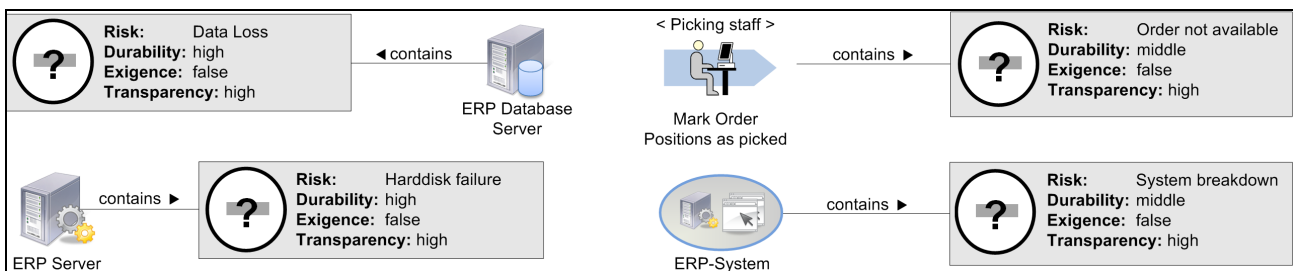 Risk: Data Loss
Durability: high
Exigence: false
Transparency: high
◄ contains
ERP Database
Server
< Picking staff >
Mark Order
Positions as picked
contains ►
Risk: Order not available
Durability: middle
Exigence: false
Transparency: high
ERP Server
contains ►
Risk: Harddisk failure
Durability: high
Exigence: false
Transparency: high
ERP-System
contains ►
Risk: System breakdown
Durability: middle
Exigence: false
Transparency: high
?
?
?
?